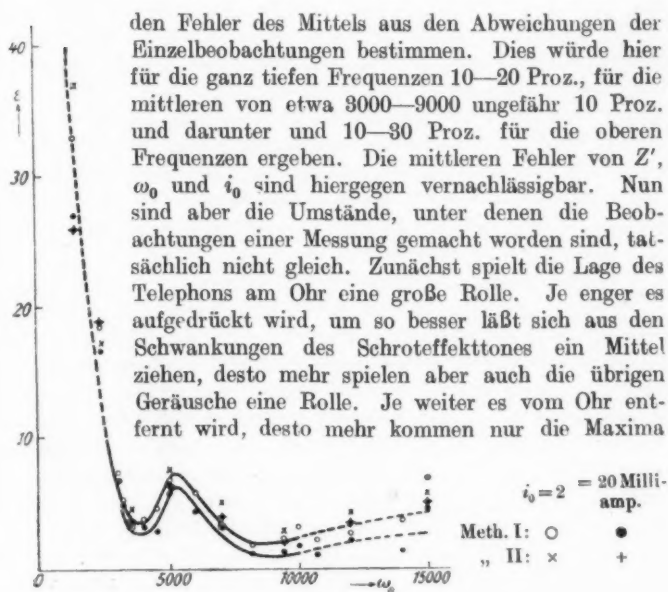 den Fehler des Mittels aus den Abweichungen der
Einzelbeobachtungen bestimmen. Dies würde hier
für die ganz tiefen Frequenzen 10—20 Proz., für die
mittleren von etwa 3000—9000 ungefähr 10 Proz.
und darunter und 10—30 Proz. für die oberen
Frequenzen ergeben. Die mittleren Fehler von Z′,
ω₀ und i₀ sind hiergegen vernachlässigbar. Nun
sind aber die Umstände, unter denen die Beob-
achtungen einer Messung gemacht worden sind, tat-
sächlich nicht gleich. Zunächst spielt die Lage des
Telephons am Ohr eine große Rolle. Je enger es
aufgedrückt wird, um so besser läßt sich aus den
Schwankungen des Schroteffekttones ein Mittel
ziehen, desto mehr spielen aber auch die übrigen
Geräusche eine Rolle. Je weiter es vom Ohr ent-
fernt wird, desto mehr kommen nur die Maxima
40
ε
30
20
10
0 5000 10000 15000
→ω₀
i₀ = 2 = 20 Milli-
amp.
Meth. I: ○ ●
„ II: × +